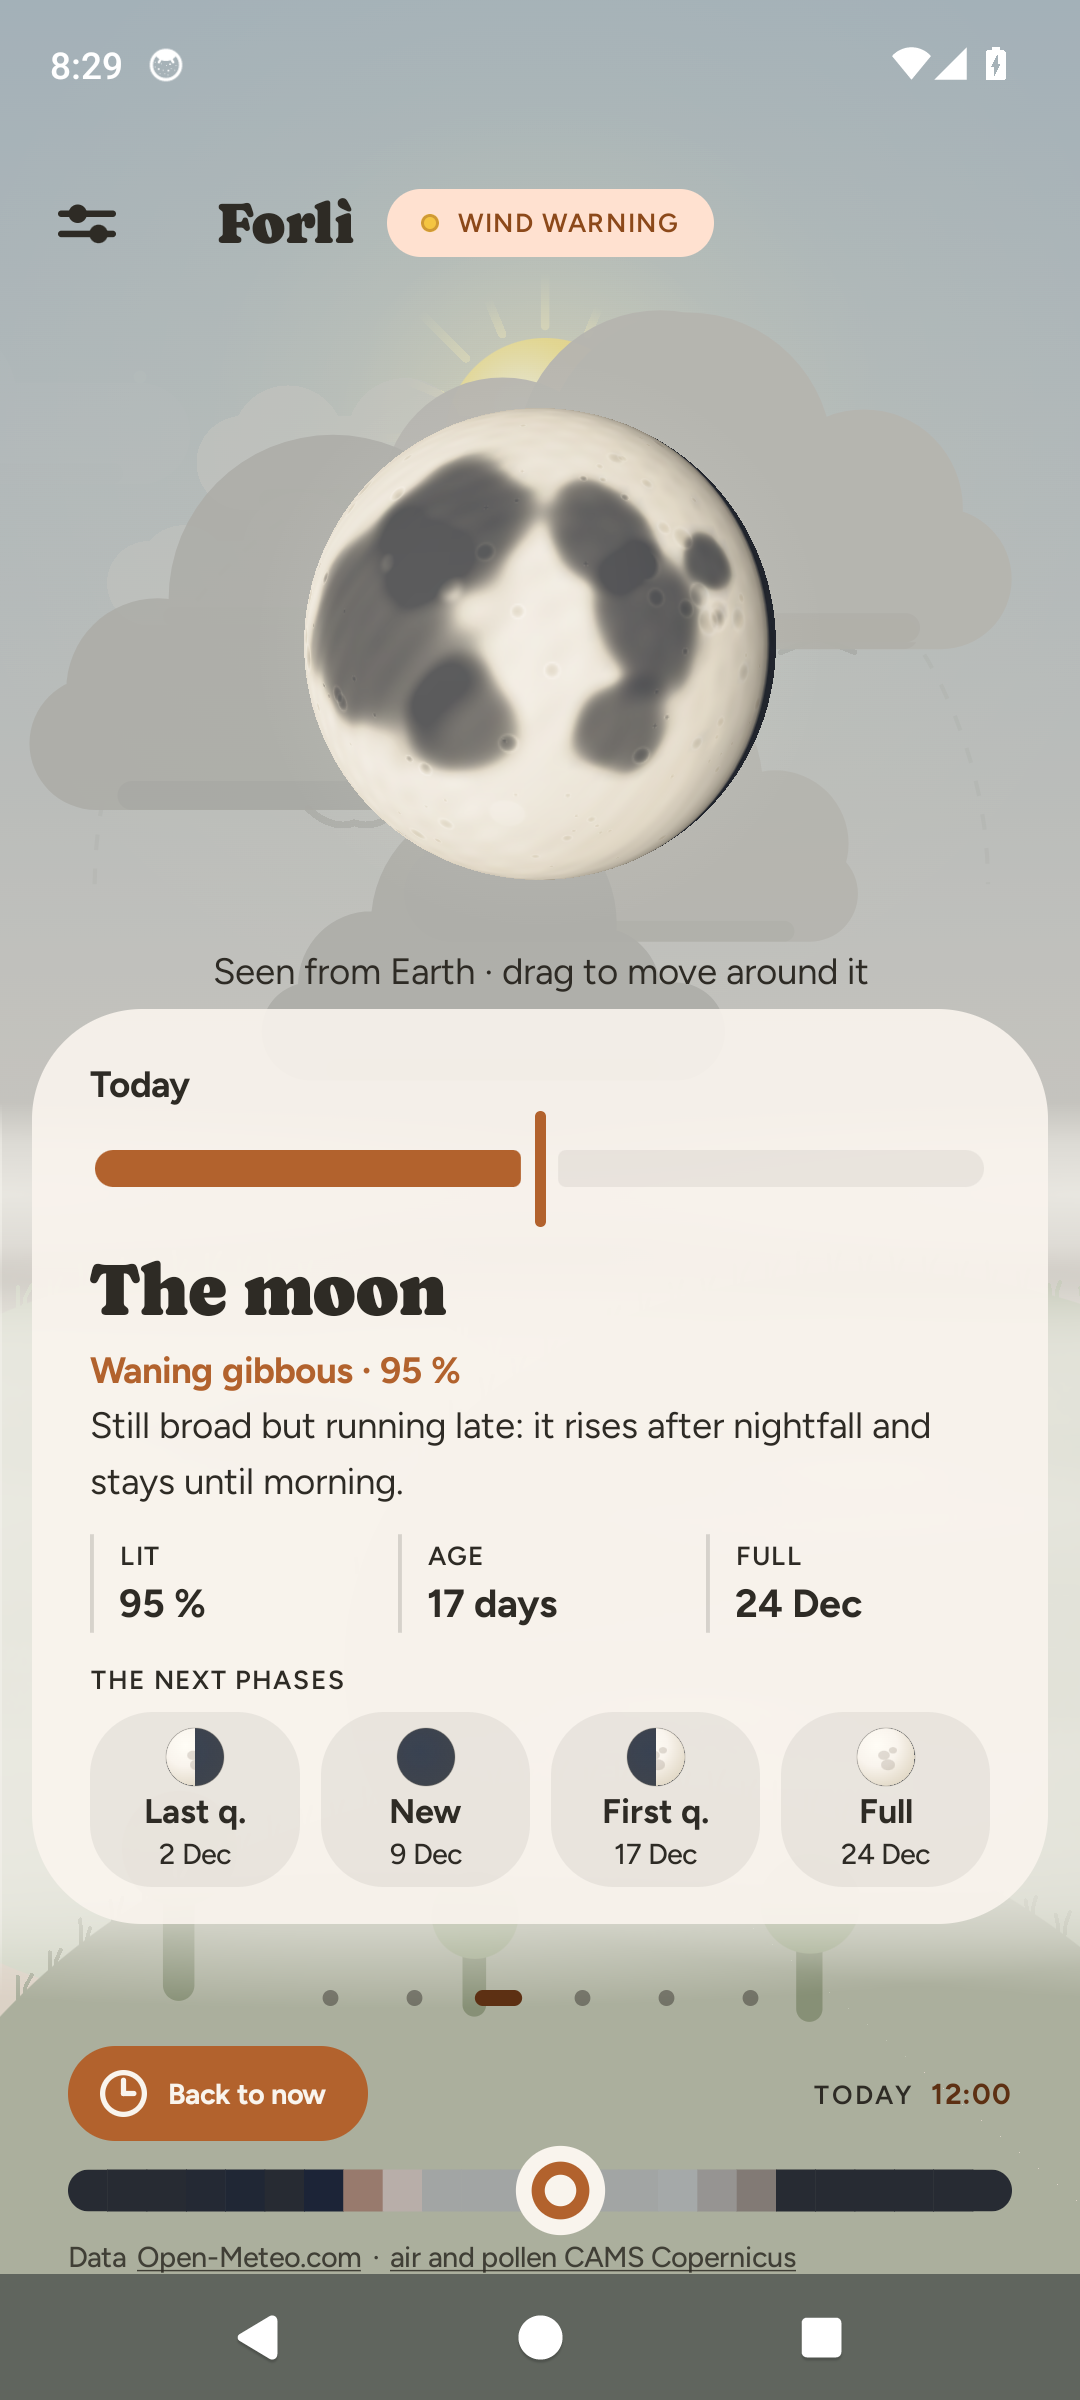 8:29
Forlì
WIND WARNING
Seen from Earth · drag to move around it
Today
The moon
Waning gibbous · 95 %
Still broad but running late: it rises after nightfall and
stays until morning.
LIT
95 %
AGE
17 days
FULL
24 Dec
THE NEXT PHASES
Last q.
2 Dec
New
9 Dec
First q.
17 Dec
Full
24 Dec
Back to now
TODAY 12:00
Data Open-Meteo.com · air and pollen CAMS Copernicus